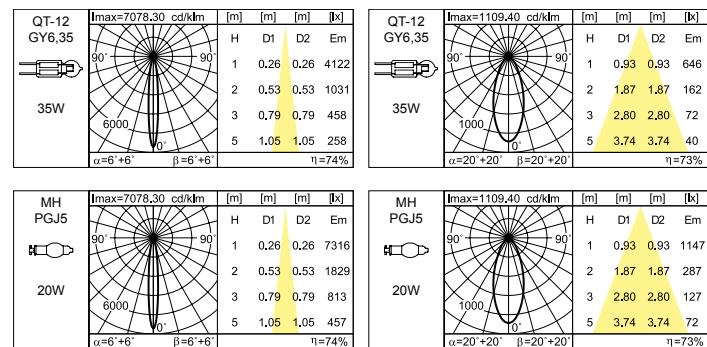 QT-12
GY6,35
35W
Imax=7078.30 cd/klm
90° 90°
6000
0°
α=6°+6° β=6°+6°
[m] [m] [m] [lx]
H D1 D2 Em
1 0.26 0.26 4122
2 0.53 0.53 1031
3 0.79 0.79 458
5 1.05 1.05 258
η=74%
QT-12
GY6,35
35W
Imax=1109.40 cd/klm
90° 90°
1000
0°
α=20°+20° β=20°+20°
[m] [m] [m] [lx]
H D1 D2 Em
1 0.93 0.93 646
2 1.87 1.87 162
3 2.80 2.80 72
5 3.74 3.74 40
η=73%
MH
PGJ5
20W
Imax=7078.30 cd/klm
90° 90°
6000
0°
α=6°+6° β=6°+6°
[m] [m] [m] [lx]
H D1 D2 Em
1 0.26 0.26 7316
2 0.53 0.53 1829
3 0.79 0.79 813
5 1.05 1.05 457
η=74%
MH
PGJ5
20W
Imax=1109.40 cd/klm
90° 90°
1000
0°
α=20°+20° β=20°+20°
[m] [m] [m] [lx]
H D1 D2 Em
1 0.93 0.93 1147
2 1.87 1.87 287
3 2.80 2.80 127
5 3.74 3.74 72
η=73%